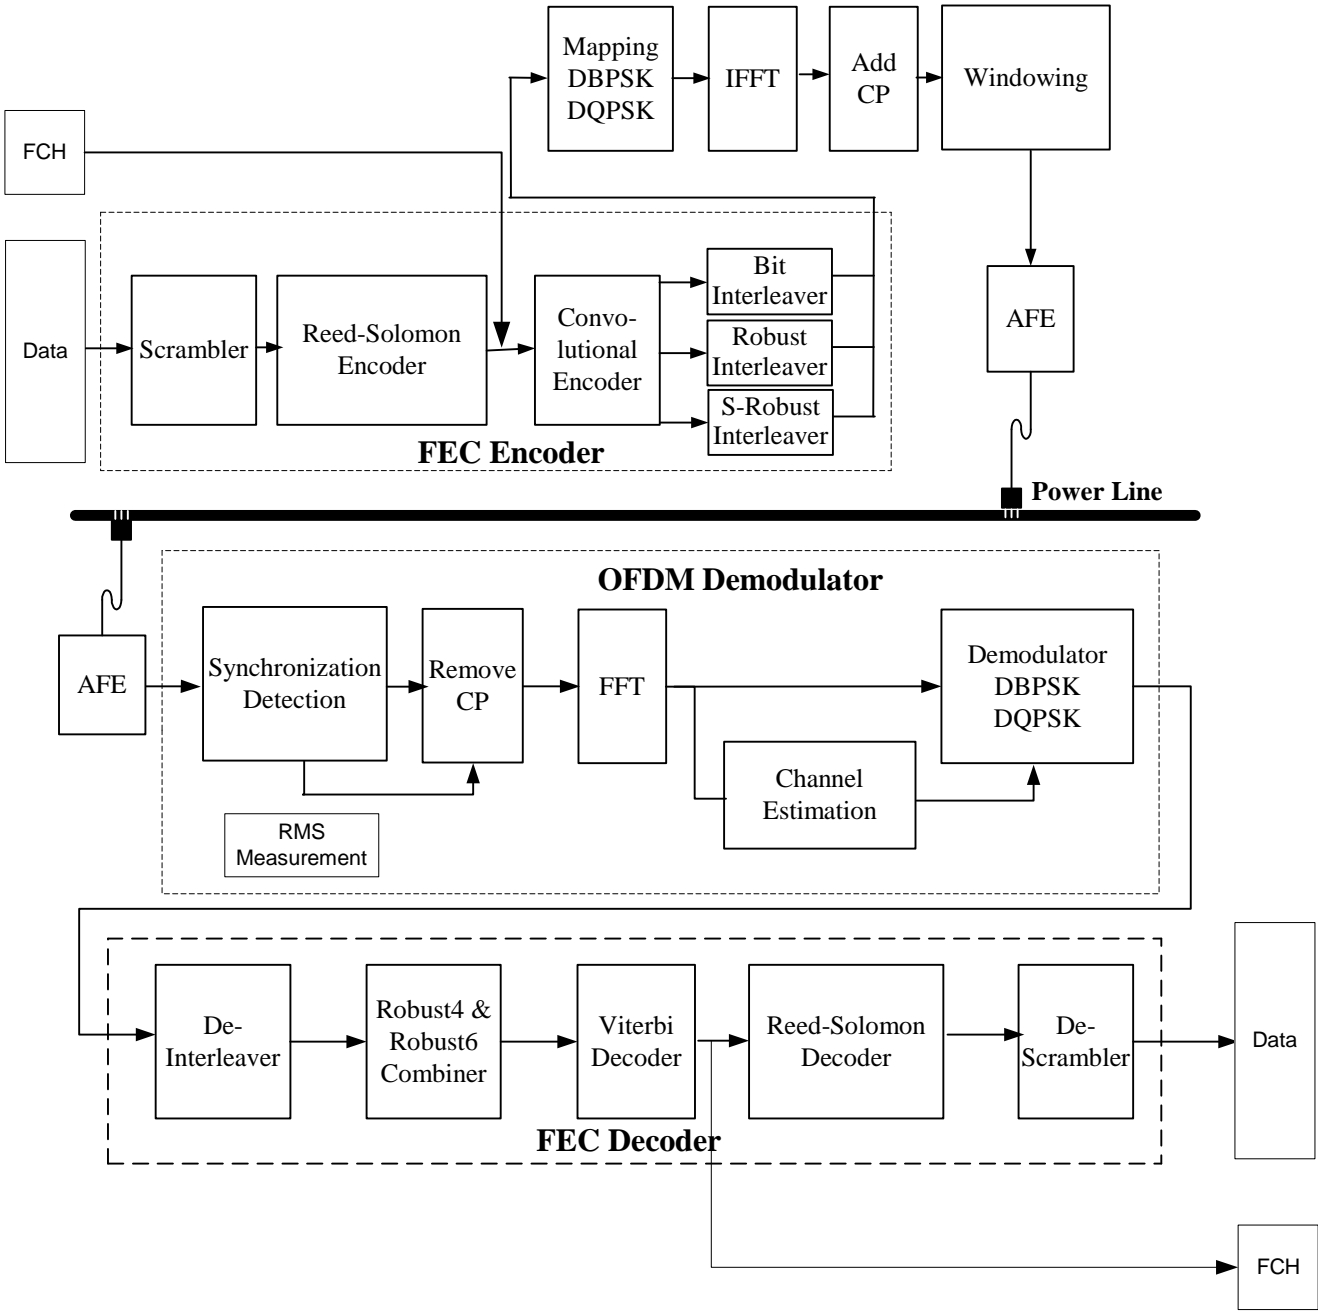 Mapping
DBPSK
DQPSK
IFFT
Add
CP
Windowing
FCH
Data
Scrambler
Reed-Solomon
Encoder
Convo-
lutional
Encoder
Bit
Interleaver
Robust
Interleaver
S-Robust
Interleaver
AFE
FEC Encoder
Power Line
OFDM Demodulator
AFE
Synchronization
Detection
Remove
CP
FFT
Demodulator
DBPSK
DQPSK
Channel
Estimation
RMS
Measurement
De-
Interleaver
Robust4 &
Robust6
Combiner
Viterbi
Decoder
Reed-Solomon
Decoder
De-
Scrambler
Data
FEC Decoder
FCH